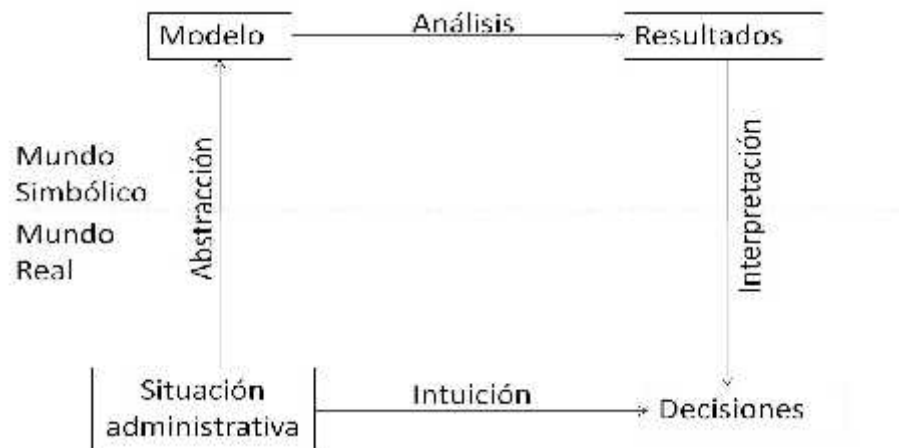 Modelo
Análisis
Resultados
Mundo
Simbólico
Mundo
Real
Abstracción
Interpretación
Situación
administrativa
Intuición
Decisiones